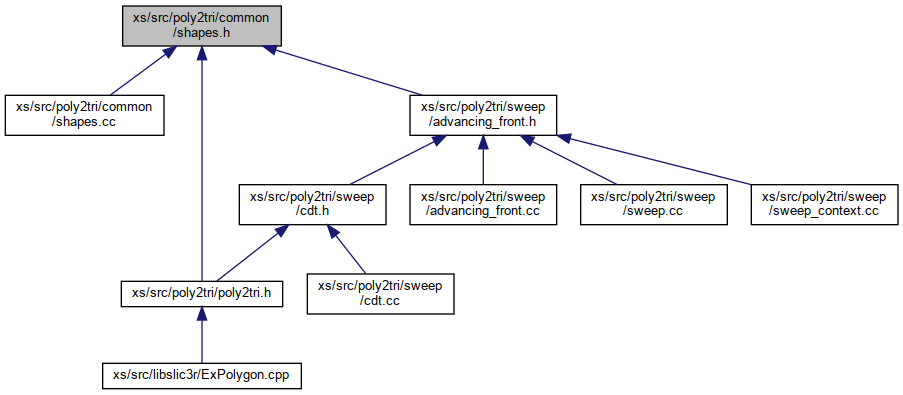 xs/src/poly2tri/common
/shapes.h
xs/src/poly2tri/common
/shapes.cc
xs/src/poly2tri/sweep
/advancing_front.h
xs/src/poly2tri/sweep
/cdt.h
xs/src/poly2tri/sweep
/advancing_front.cc
xs/src/poly2tri/sweep
/sweep.cc
xs/src/poly2tri/sweep
/sweep_context.cc
xs/src/poly2tri/poly2tri.h
xs/src/poly2tri/sweep
/cdt.cc
xs/src/libslic3r/ExPolygon.cpp